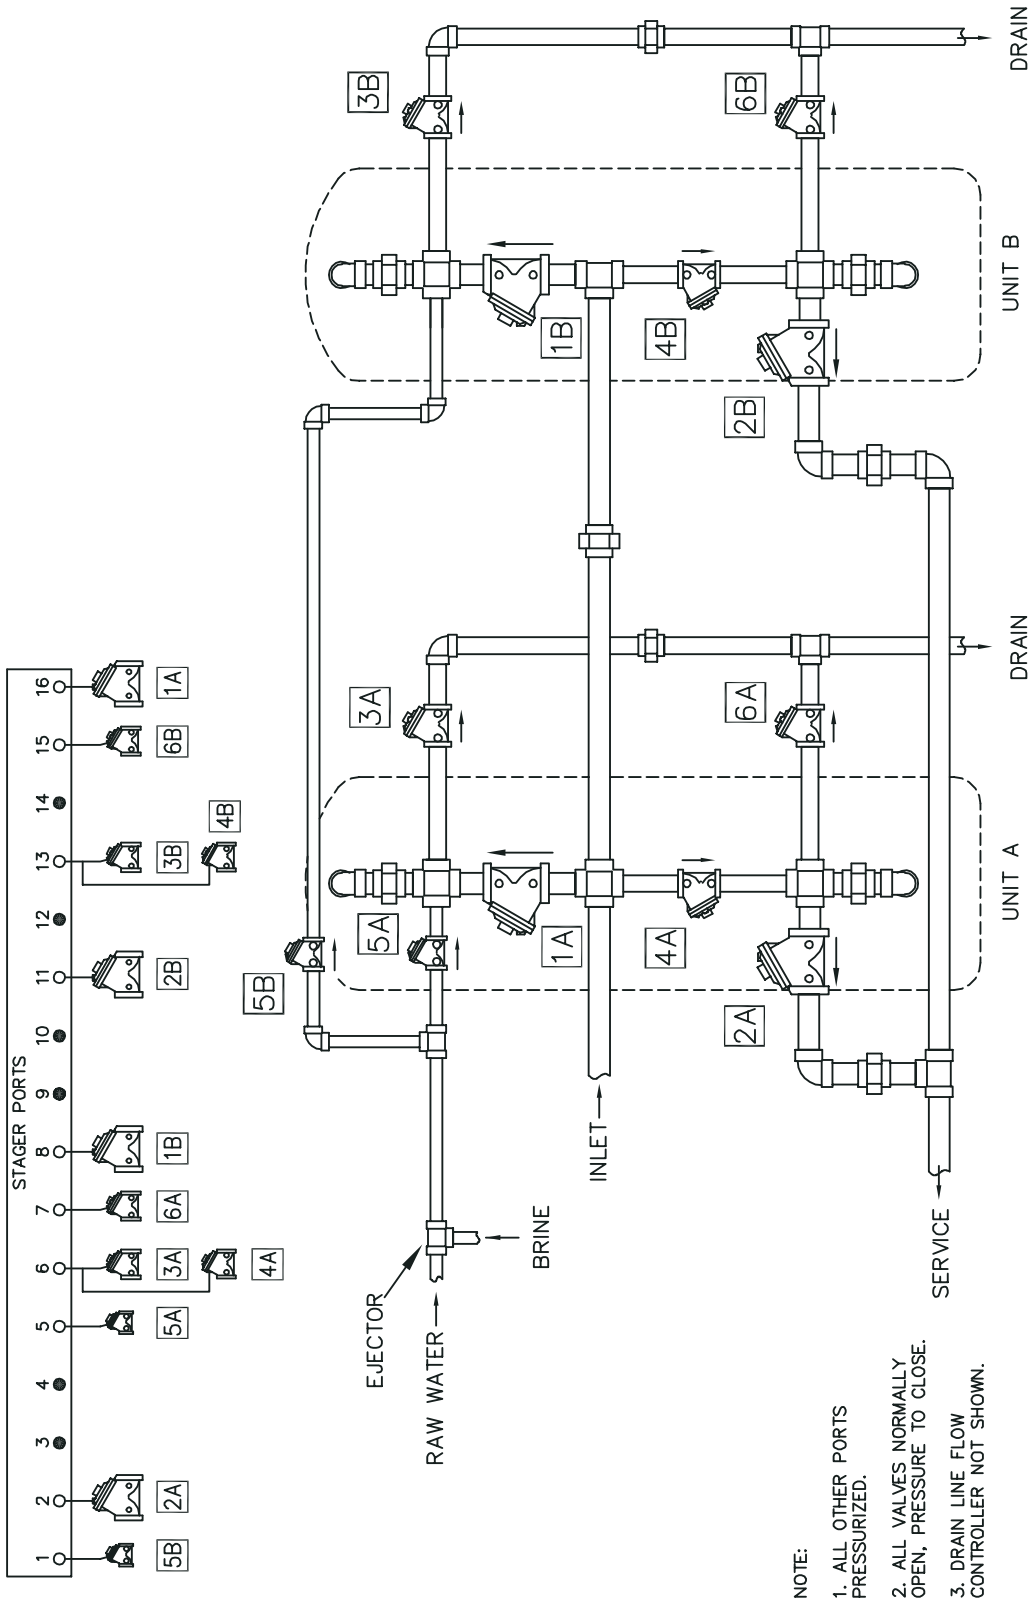 STAGER PORTS
1 2 3 4 5 6 7 8 9 10 11 12 13 14 15 16
5B
2A
5A
3A
4A
6A
1B
2B
3B
4B
6B
1A
5B
5A
3A
3B
1A
1B
4A
4B
2A
2B
6A
6B
EJECTOR
RAW WATER
BRINE
INLET
SERVICE
UNIT A
DRAIN
UNIT B
DRAIN
NOTE:
1. ALL OTHER PORTS
PRESSURIZED.
2. ALL VALVES NORMALLY
OPEN, PRESSURE TO CLOSE.
3. DRAIN LINE FLOW
CONTROLLER NOT SHOWN.